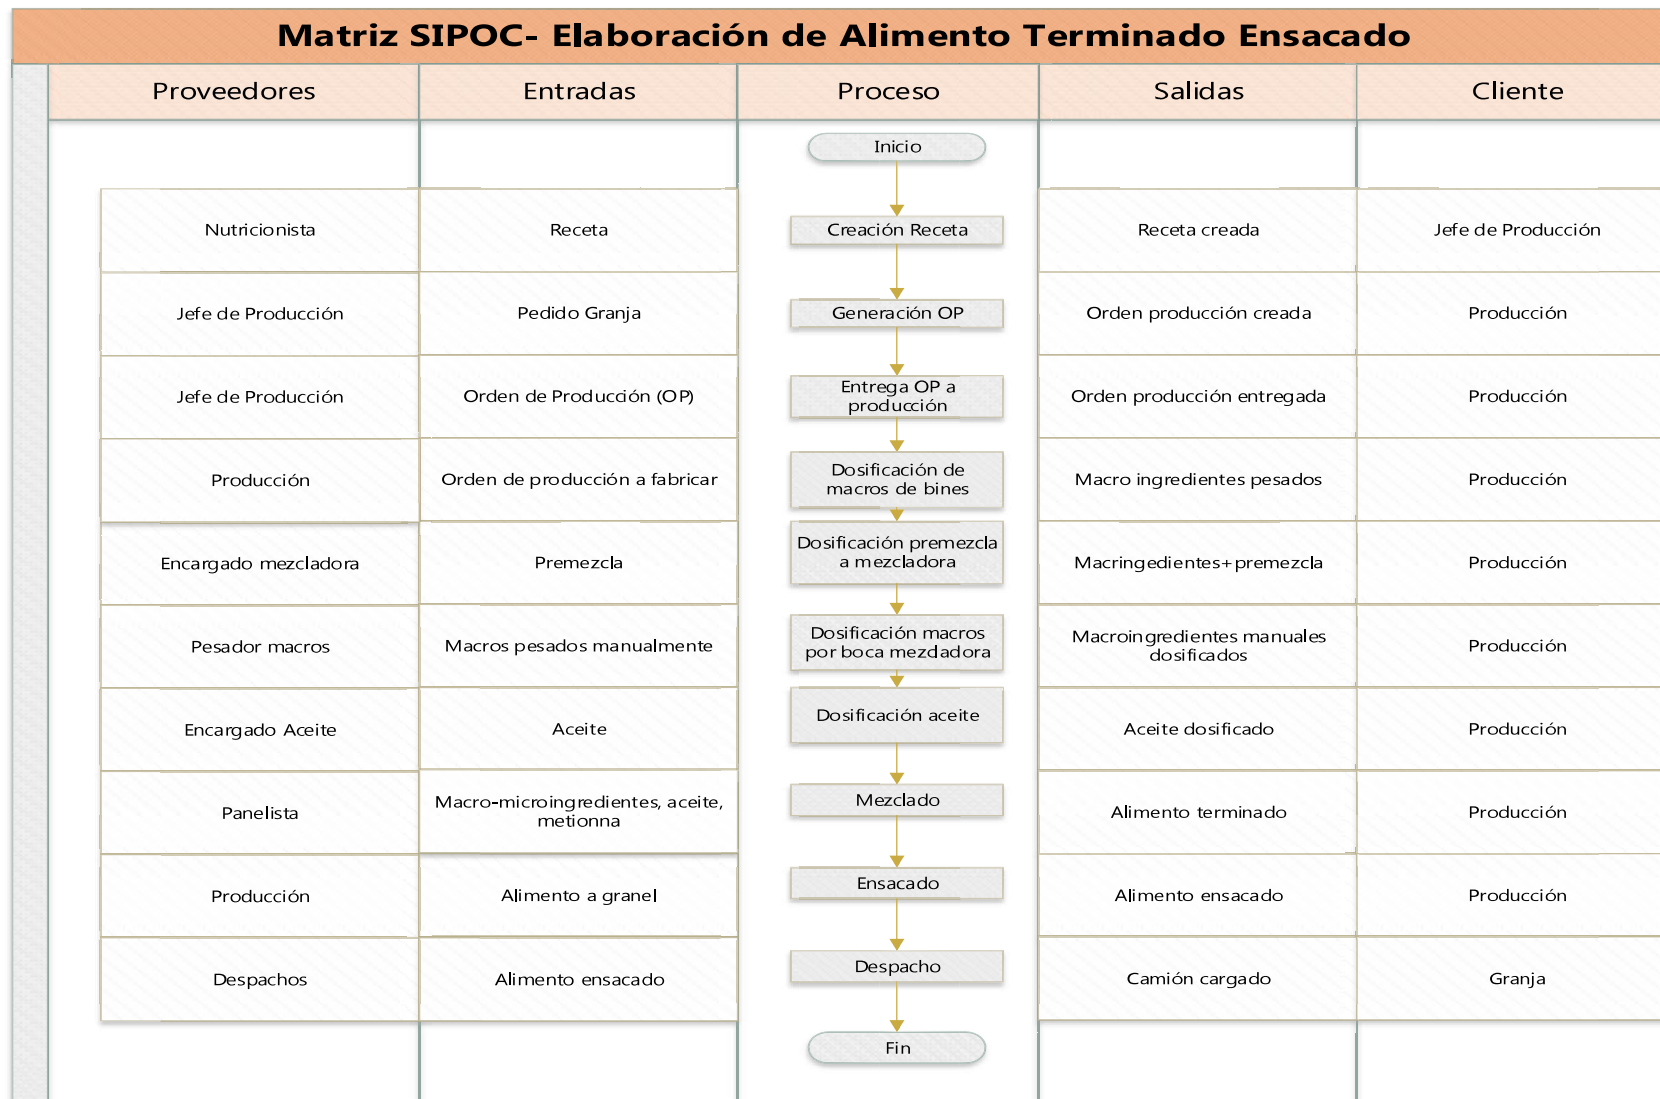 Matriz SIPOC- Elaboración de Alimento Terminado Ensacado
Proveedores
Entradas
Proceso
Salidas
Cliente
Inicio
Nutricionista
Receta
Creación Receta
Receta creada
Jefe de Producción
Jefe de Producción
Pedido Granja
Generación OP
Orden producción creada
Producción
Jefe de Producción
Orden de Producción (OP)
Entrega OP a
producción
Orden producción entregada
Producción
Producción
Orden de producción a fabricar
Dosificación de
macros de bines
Macro ingredientes pesados
Producción
Encargado mezcladora
Premezcla
Dosificación premezcla
a mezcladora
Macringedientes+premezcla
Producción
Pesador macros
Macros pesados manualmente
Dosificación macros
por boca mezcladora
Macroingredientes manuales
dosificados
Producción
Encargado Aceite
Aceite
Dosificación aceite
Aceite dosificado
Producción
Panelista
Macro-microingredientes, aceite,
metionna
Mezclado
Alimento terminado
Producción
Producción
Alimento a granel
Ensacado
Alimento ensacado
Producción
Despachos
Alimento ensacado
Despacho
Camión cargado
Granja
Fin